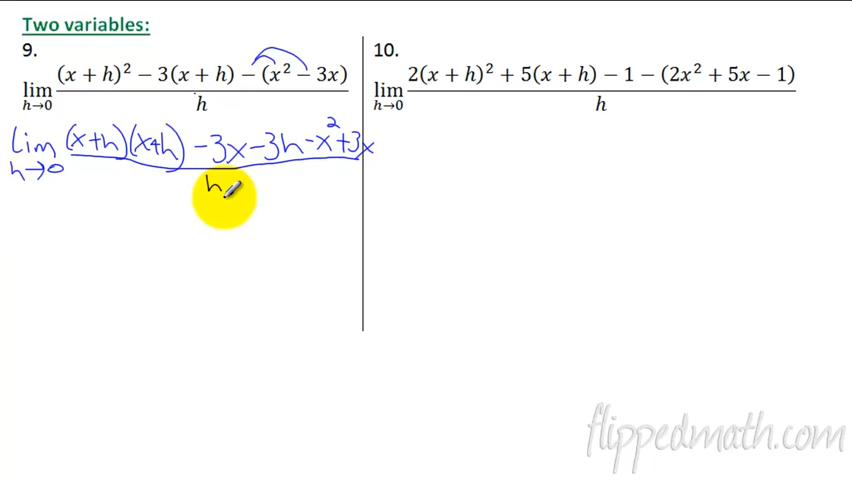 Two variables:
9.
lim h→0 ((x + h)² − 3(x + h) − (x² − 3x)) / h
lim h→0 ((x+h)(x+h) −3x−3h−x²+3x) / h
10.
lim h→0 (2(x + h)² + 5(x + h) − 1 − (2x² + 5x − 1)) / h
flippedmath.com